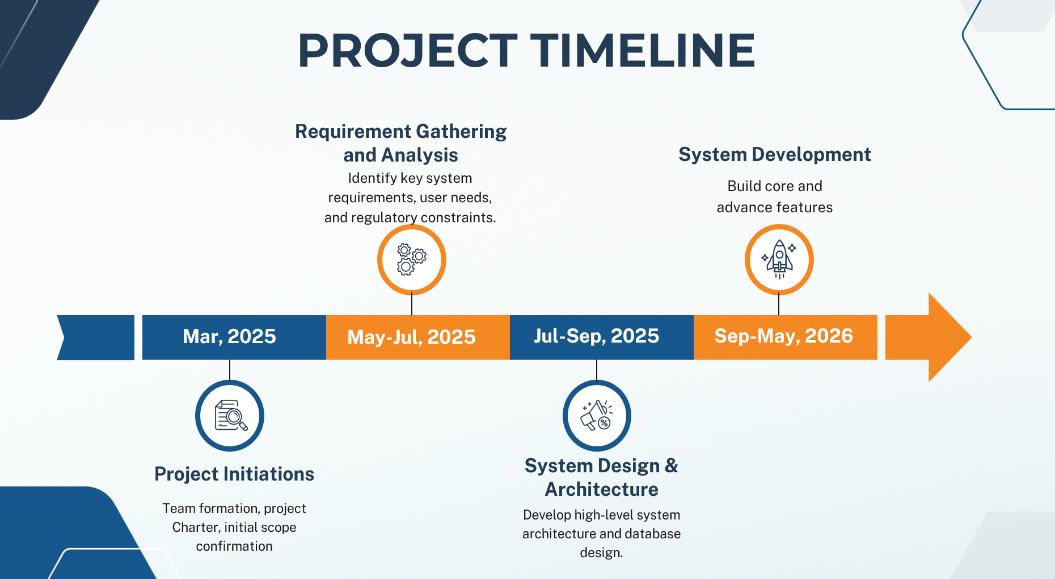 PROJECT TIMELINE
Requirement Gathering
and Analysis
Identify key system
requirements, user needs,
and regulatory constraints.
System Development
Build core and
advance features
Mar, 2025
May-Jul, 2025
Jul-Sep, 2025
Sep-May, 2026
%
Project Initiations
Team formation, project
Charter, initial scope
confirmation
System Design &
Architecture
Develop high-level system
architecture and database
design.